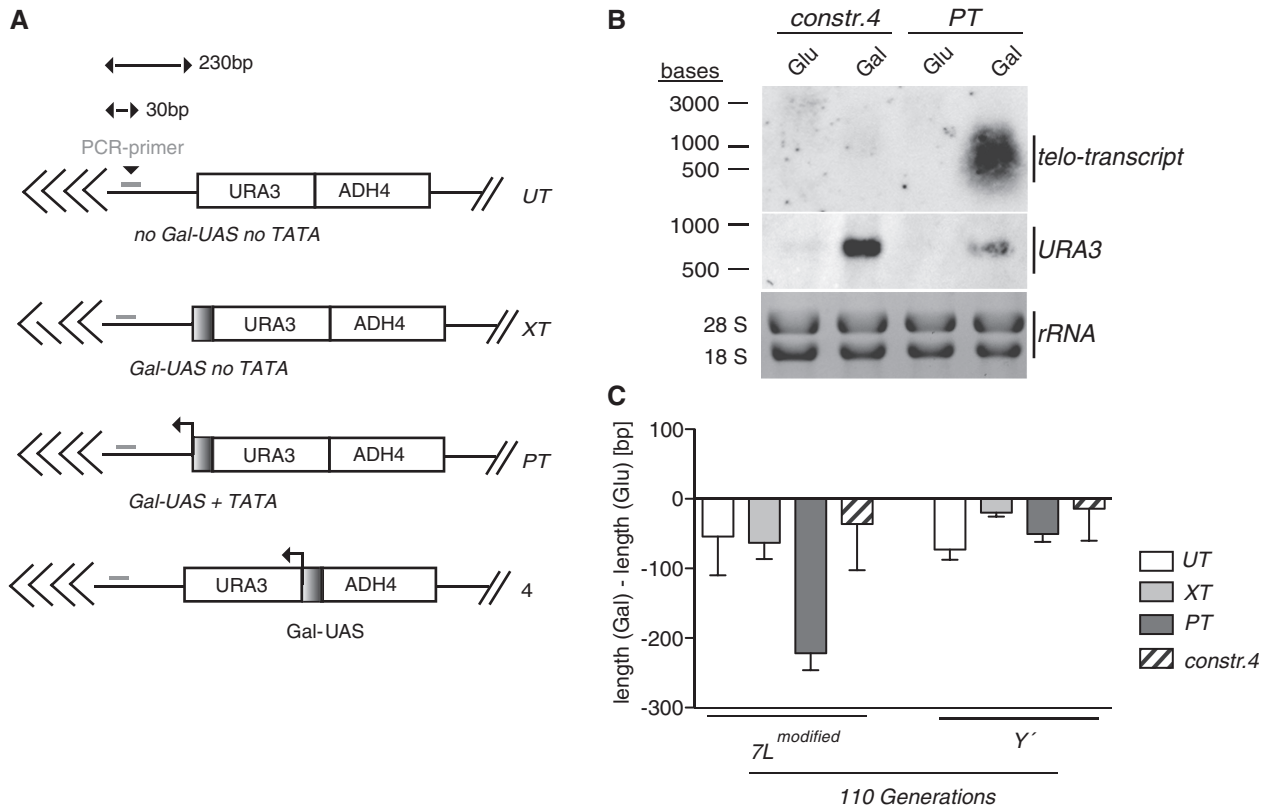 A
230bp
30bp
PCR-primer
URA3 ADH4
UT
no Gal-UAS no TATA
URA3 ADH4
XT
Gal-UAS no TATA
URA3 ADH4
PT
Gal-UAS + TATA
URA3 ADH4
4
Gal-UAS
B
constr.4 PT
Glu Gal Glu Gal
bases
3000
1000
500
telo-transcript
1000
500
URA3
28 S
18 S
rRNA
C
length (Gal) - length (Glu) [bp]
100
0
-100
-200
-300
UT
XT
PT
constr.4
7L modified
Y´
110 Generations